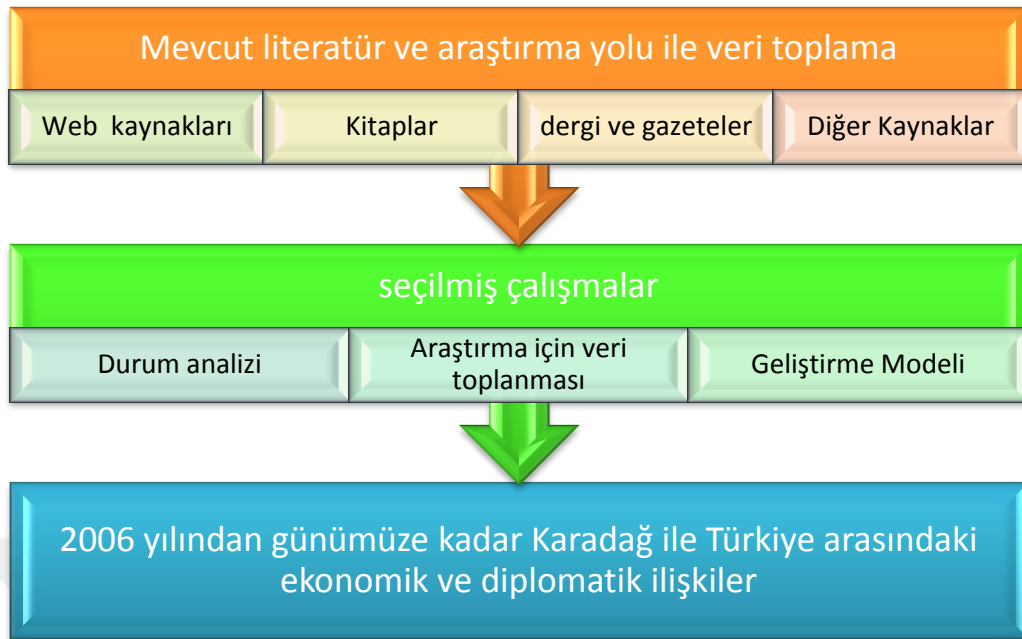 Mevcut literatür ve araştırma yolu ile veri toplama
Web kaynakları
Kitaplar
dergi ve gazeteler
Diğer Kaynaklar
seçilmiş çalışmalar
Durum analizi
Araştırma için veri
toplanması
Geliştirme Modeli
2006 yılından günümüze kadar Karadağ ile Türkiye arasındaki
ekonomik ve diplomatik ilişkiler